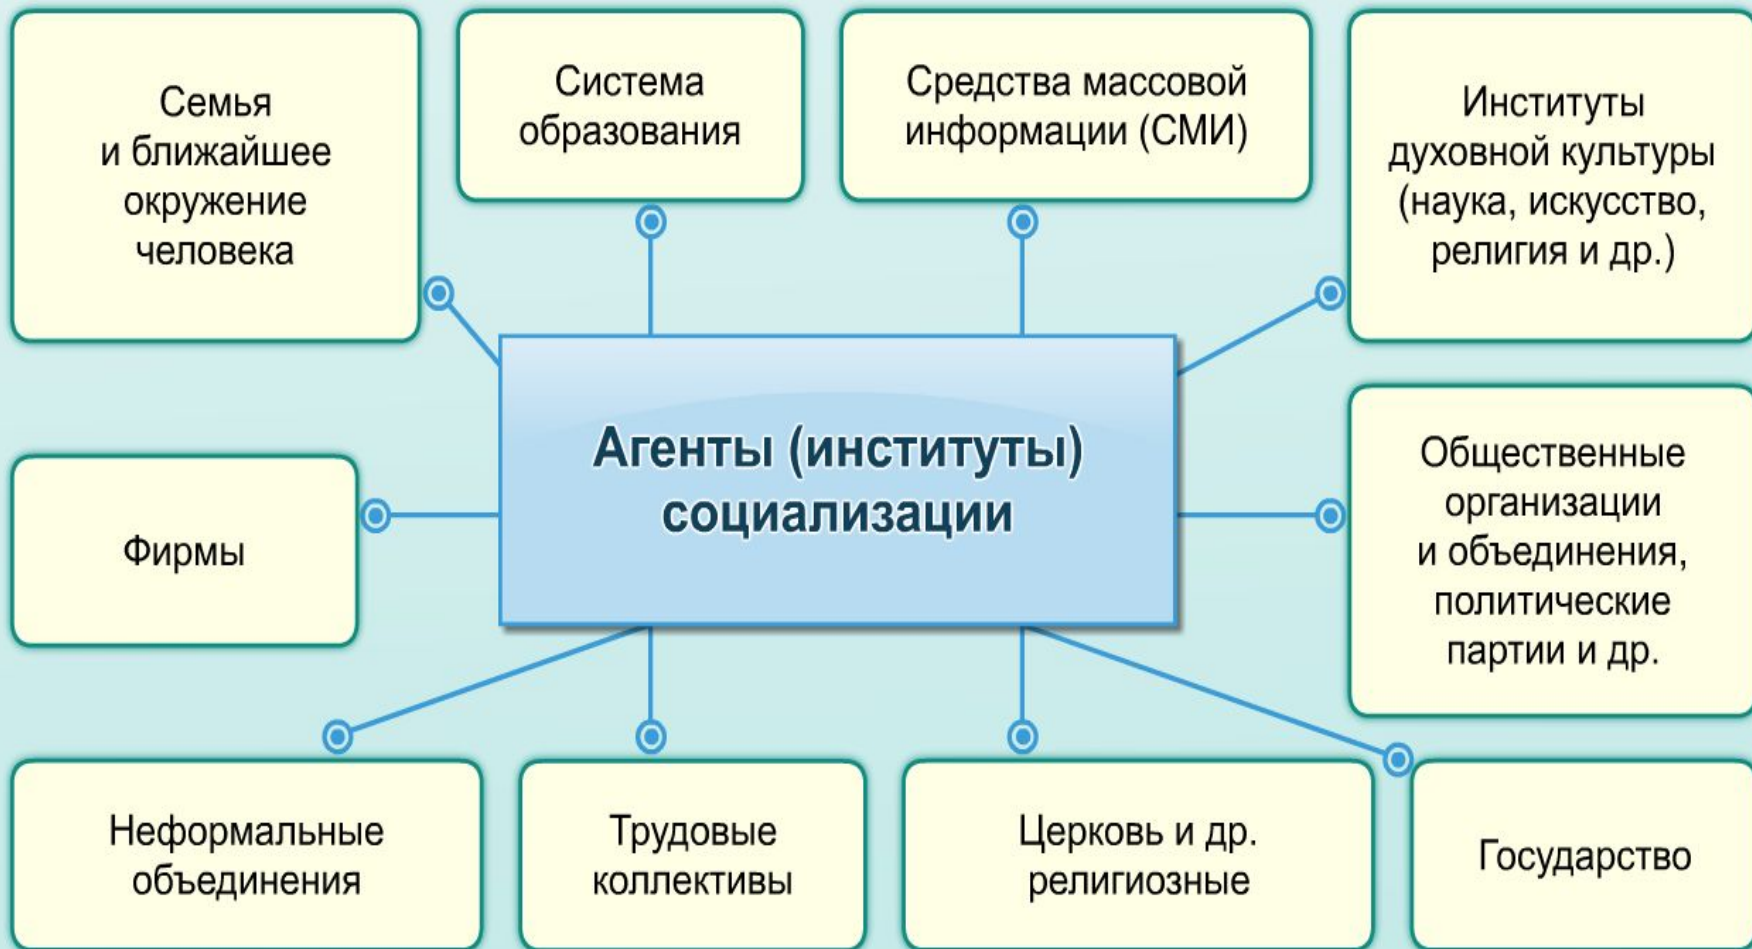 Семья
и ближайшее
окружение
человека
Система
образования
Средства массовой
информации (СМИ)
Институты
духовной культуры
(наука, искусство,
религия и др.)
Агенты (институты)
социализации
Фирмы
Общественные
организации
и объединения,
политические
партии и др.
Неформальные
объединения
Трудовые
коллективы
Церковь и др.
религиозные
Государство